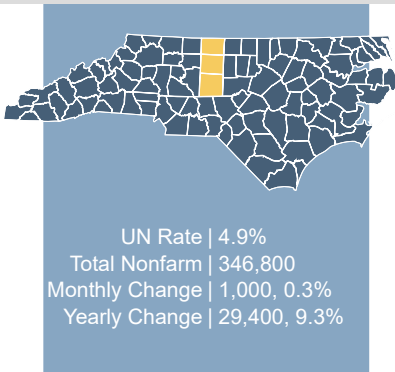 UN Rate | 4.9%
Total Nonfarm | 346,800
Monthly Change | 1,000, 0.3%
Yearly Change | 29,400, 9.3%